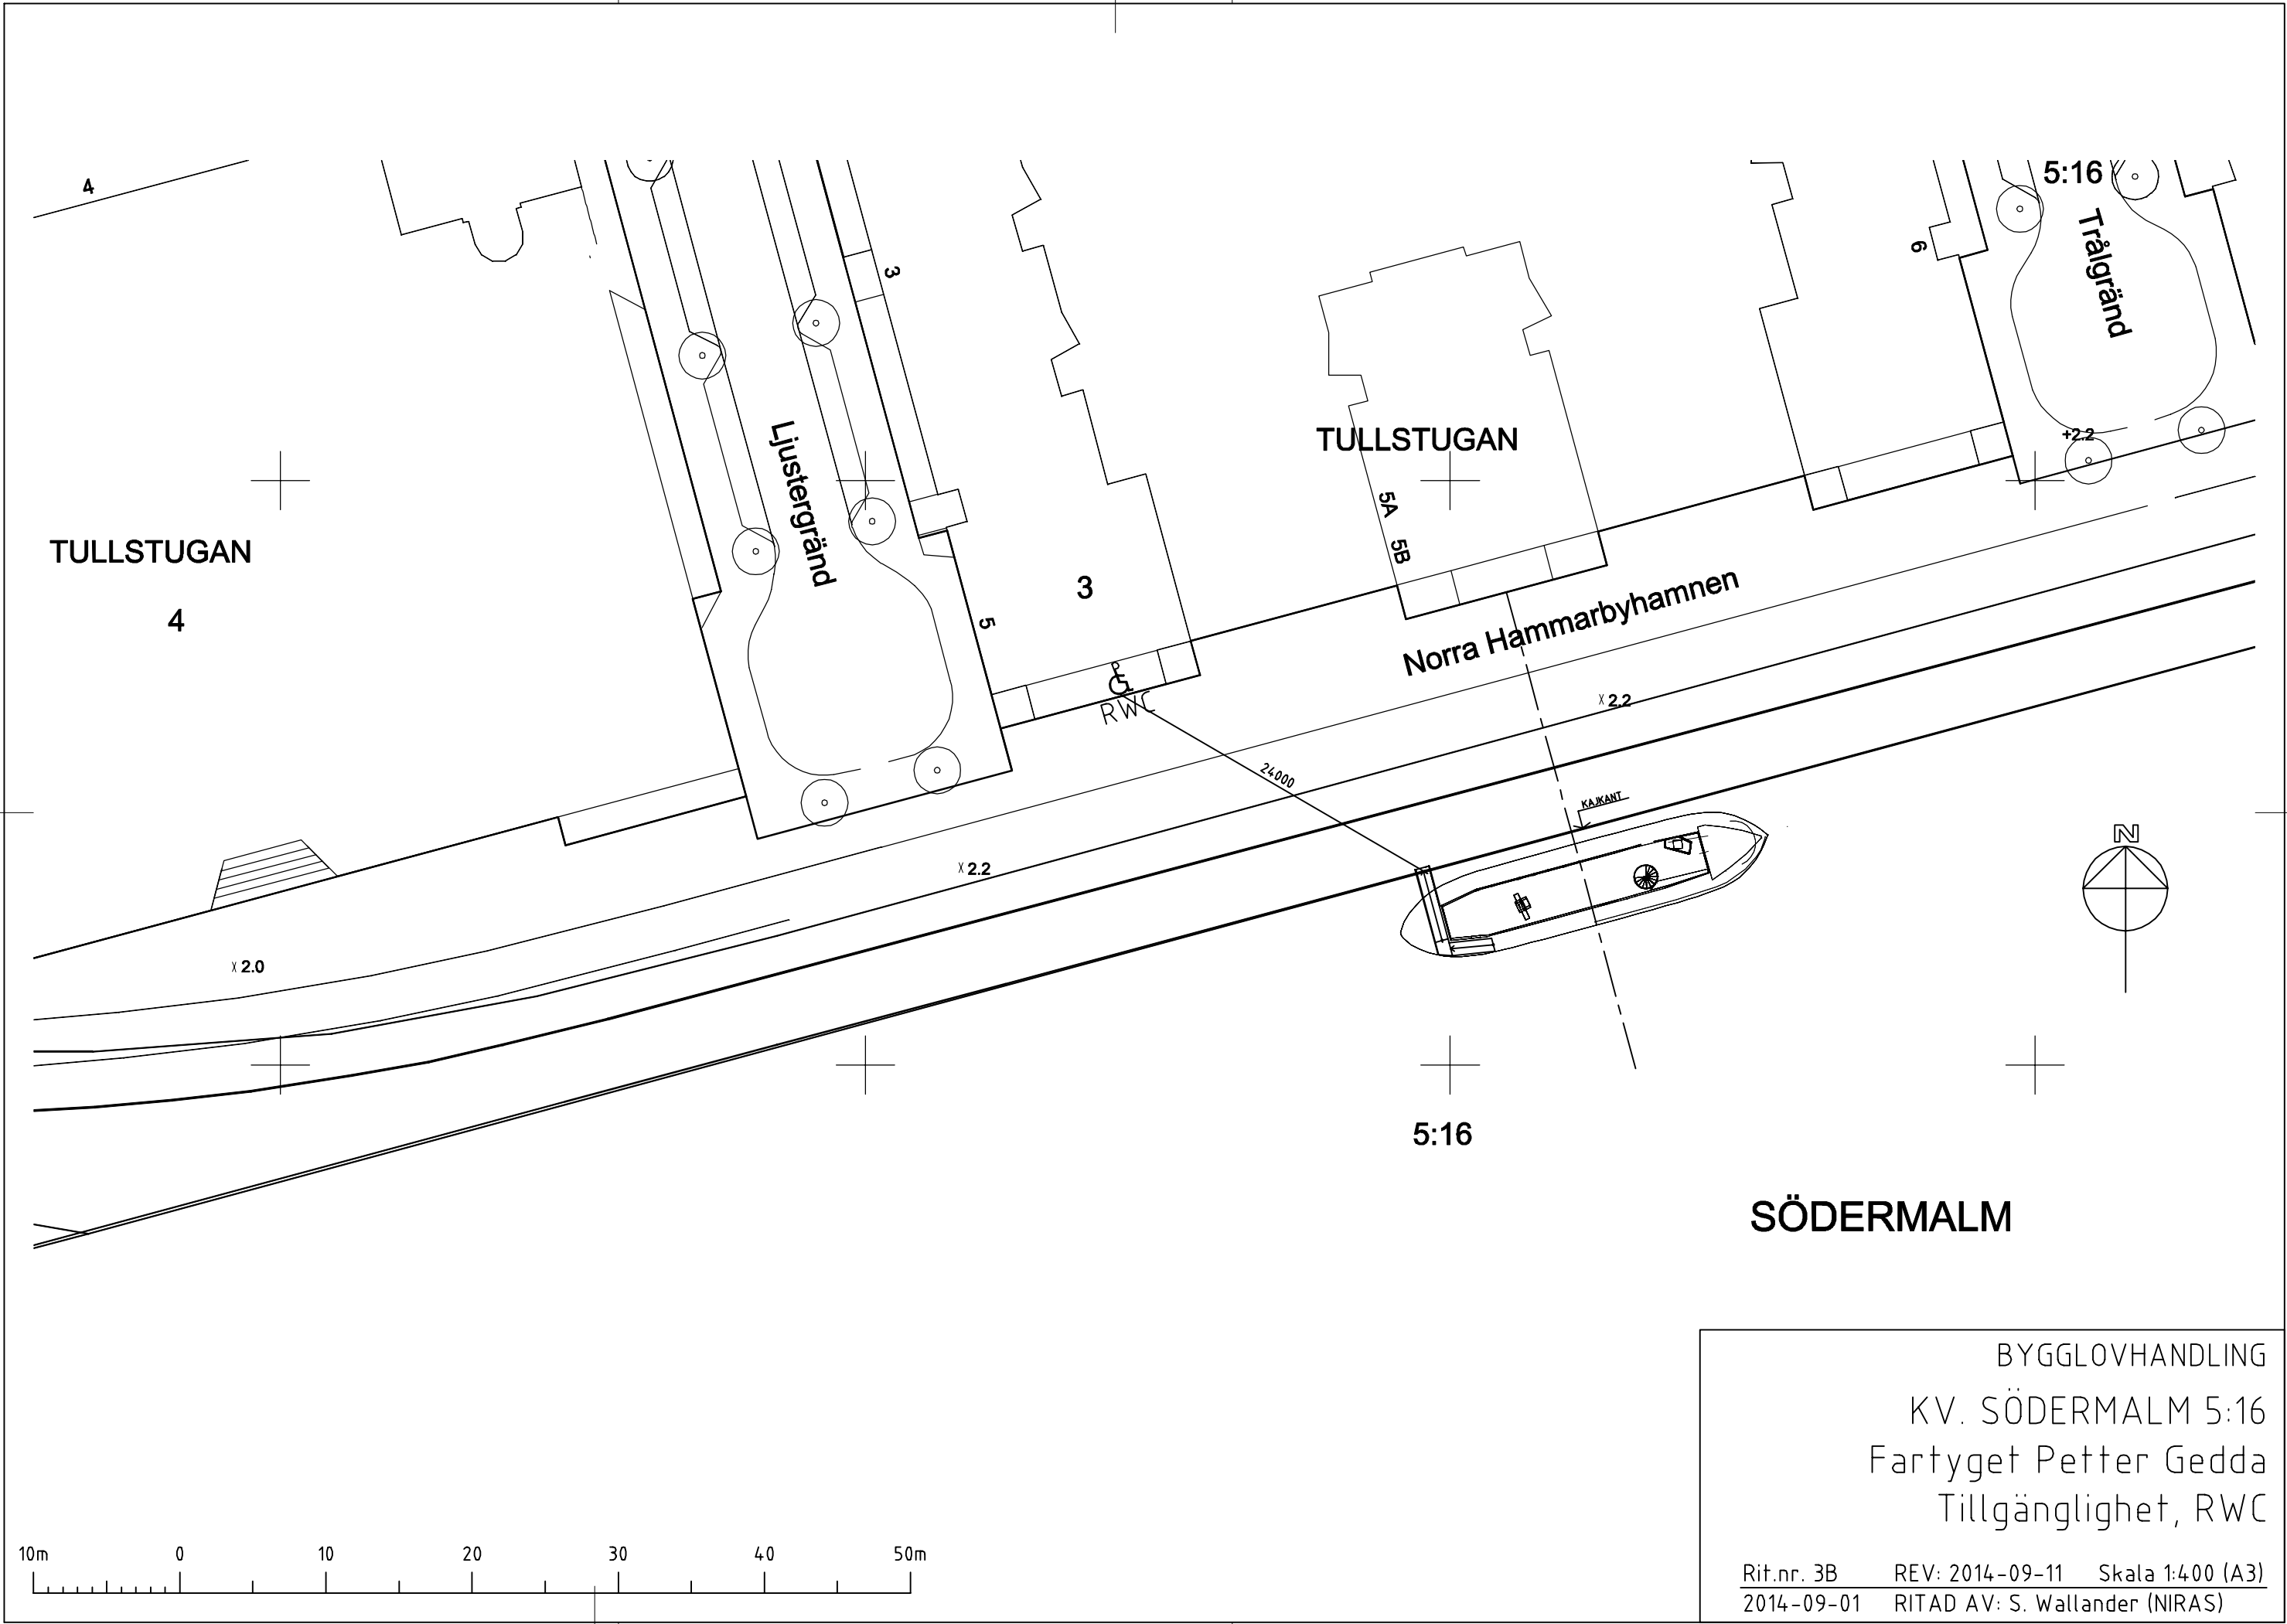 4
3
5:16
Trålgränd
6
TULLSTUGAN
Ljustergränd
+2.2
5A
5B
TULLSTUGAN
4
3
5
Norra Hammarbyhamnen
RWC
x 2.2
24000
KAJKANT
N
x 2.2
x 2.0
5:16
SÖDERMALM
BYGGLOVHANDLING
KV. SÖDERMALM 5:16
Fartyget Petter Gedda
Tillgänglighet, RWC
Rit.nr. 3B REV: 2014-09-11 Skala 1:400 (A3)
2014-09-01 RITAD AV: S. Wallander (NIRAS)
10m 0 10 20 30 40 50m